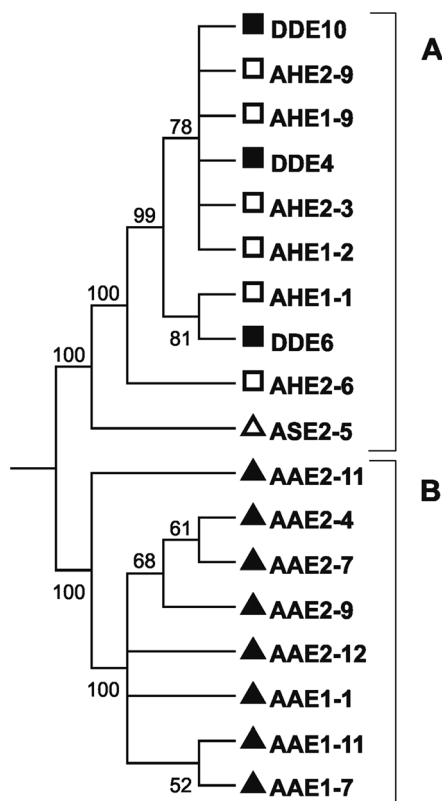 DDE10
A
AHE2-9
AHE1-9
78
DDE4
AHE2-3
99
AHE1-2
100
AHE1-1
81
DDE6
100
AHE2-6
ASE2-5
AAE2-11
B
61
AAE2-4
68
AAE2-7
100
AAE2-9
AAE2-12
100
AAE1-1
AAE1-11
52
AAE1-7